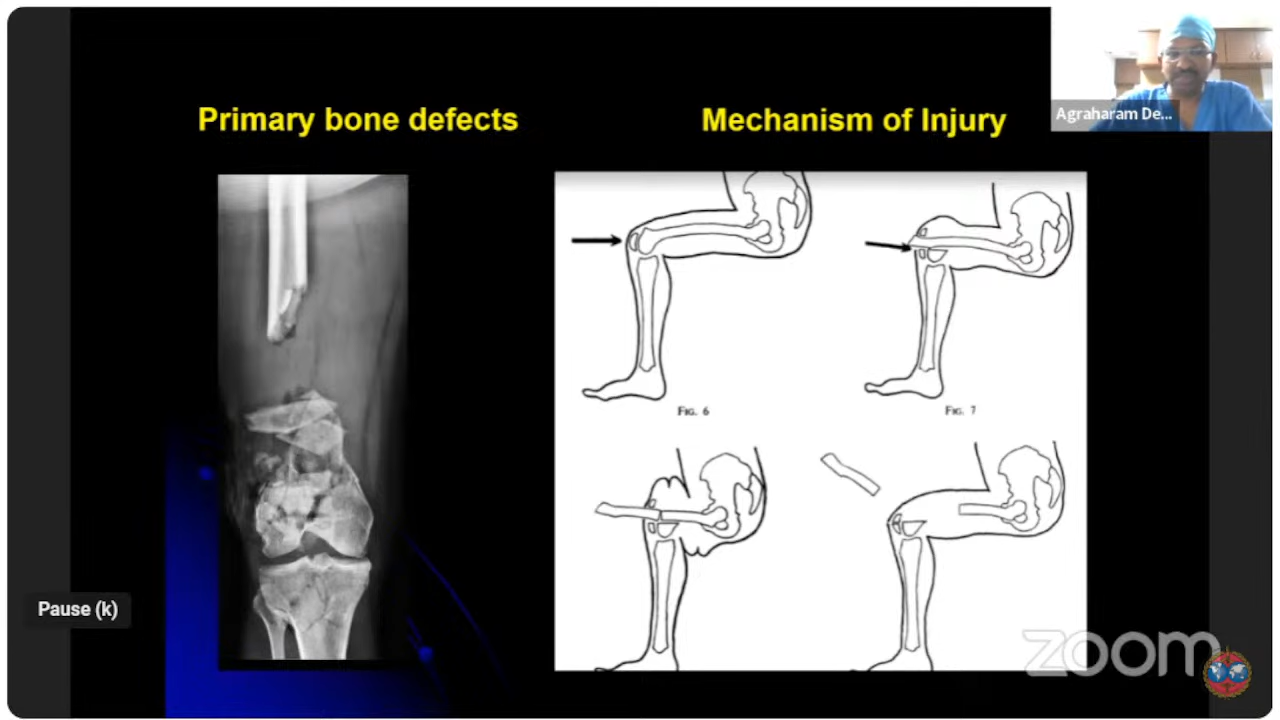 Primary bone defects
Mechanism of Injury
Agraharam De...
FIG. 6
FIG. 7
Pause (k)
zoom